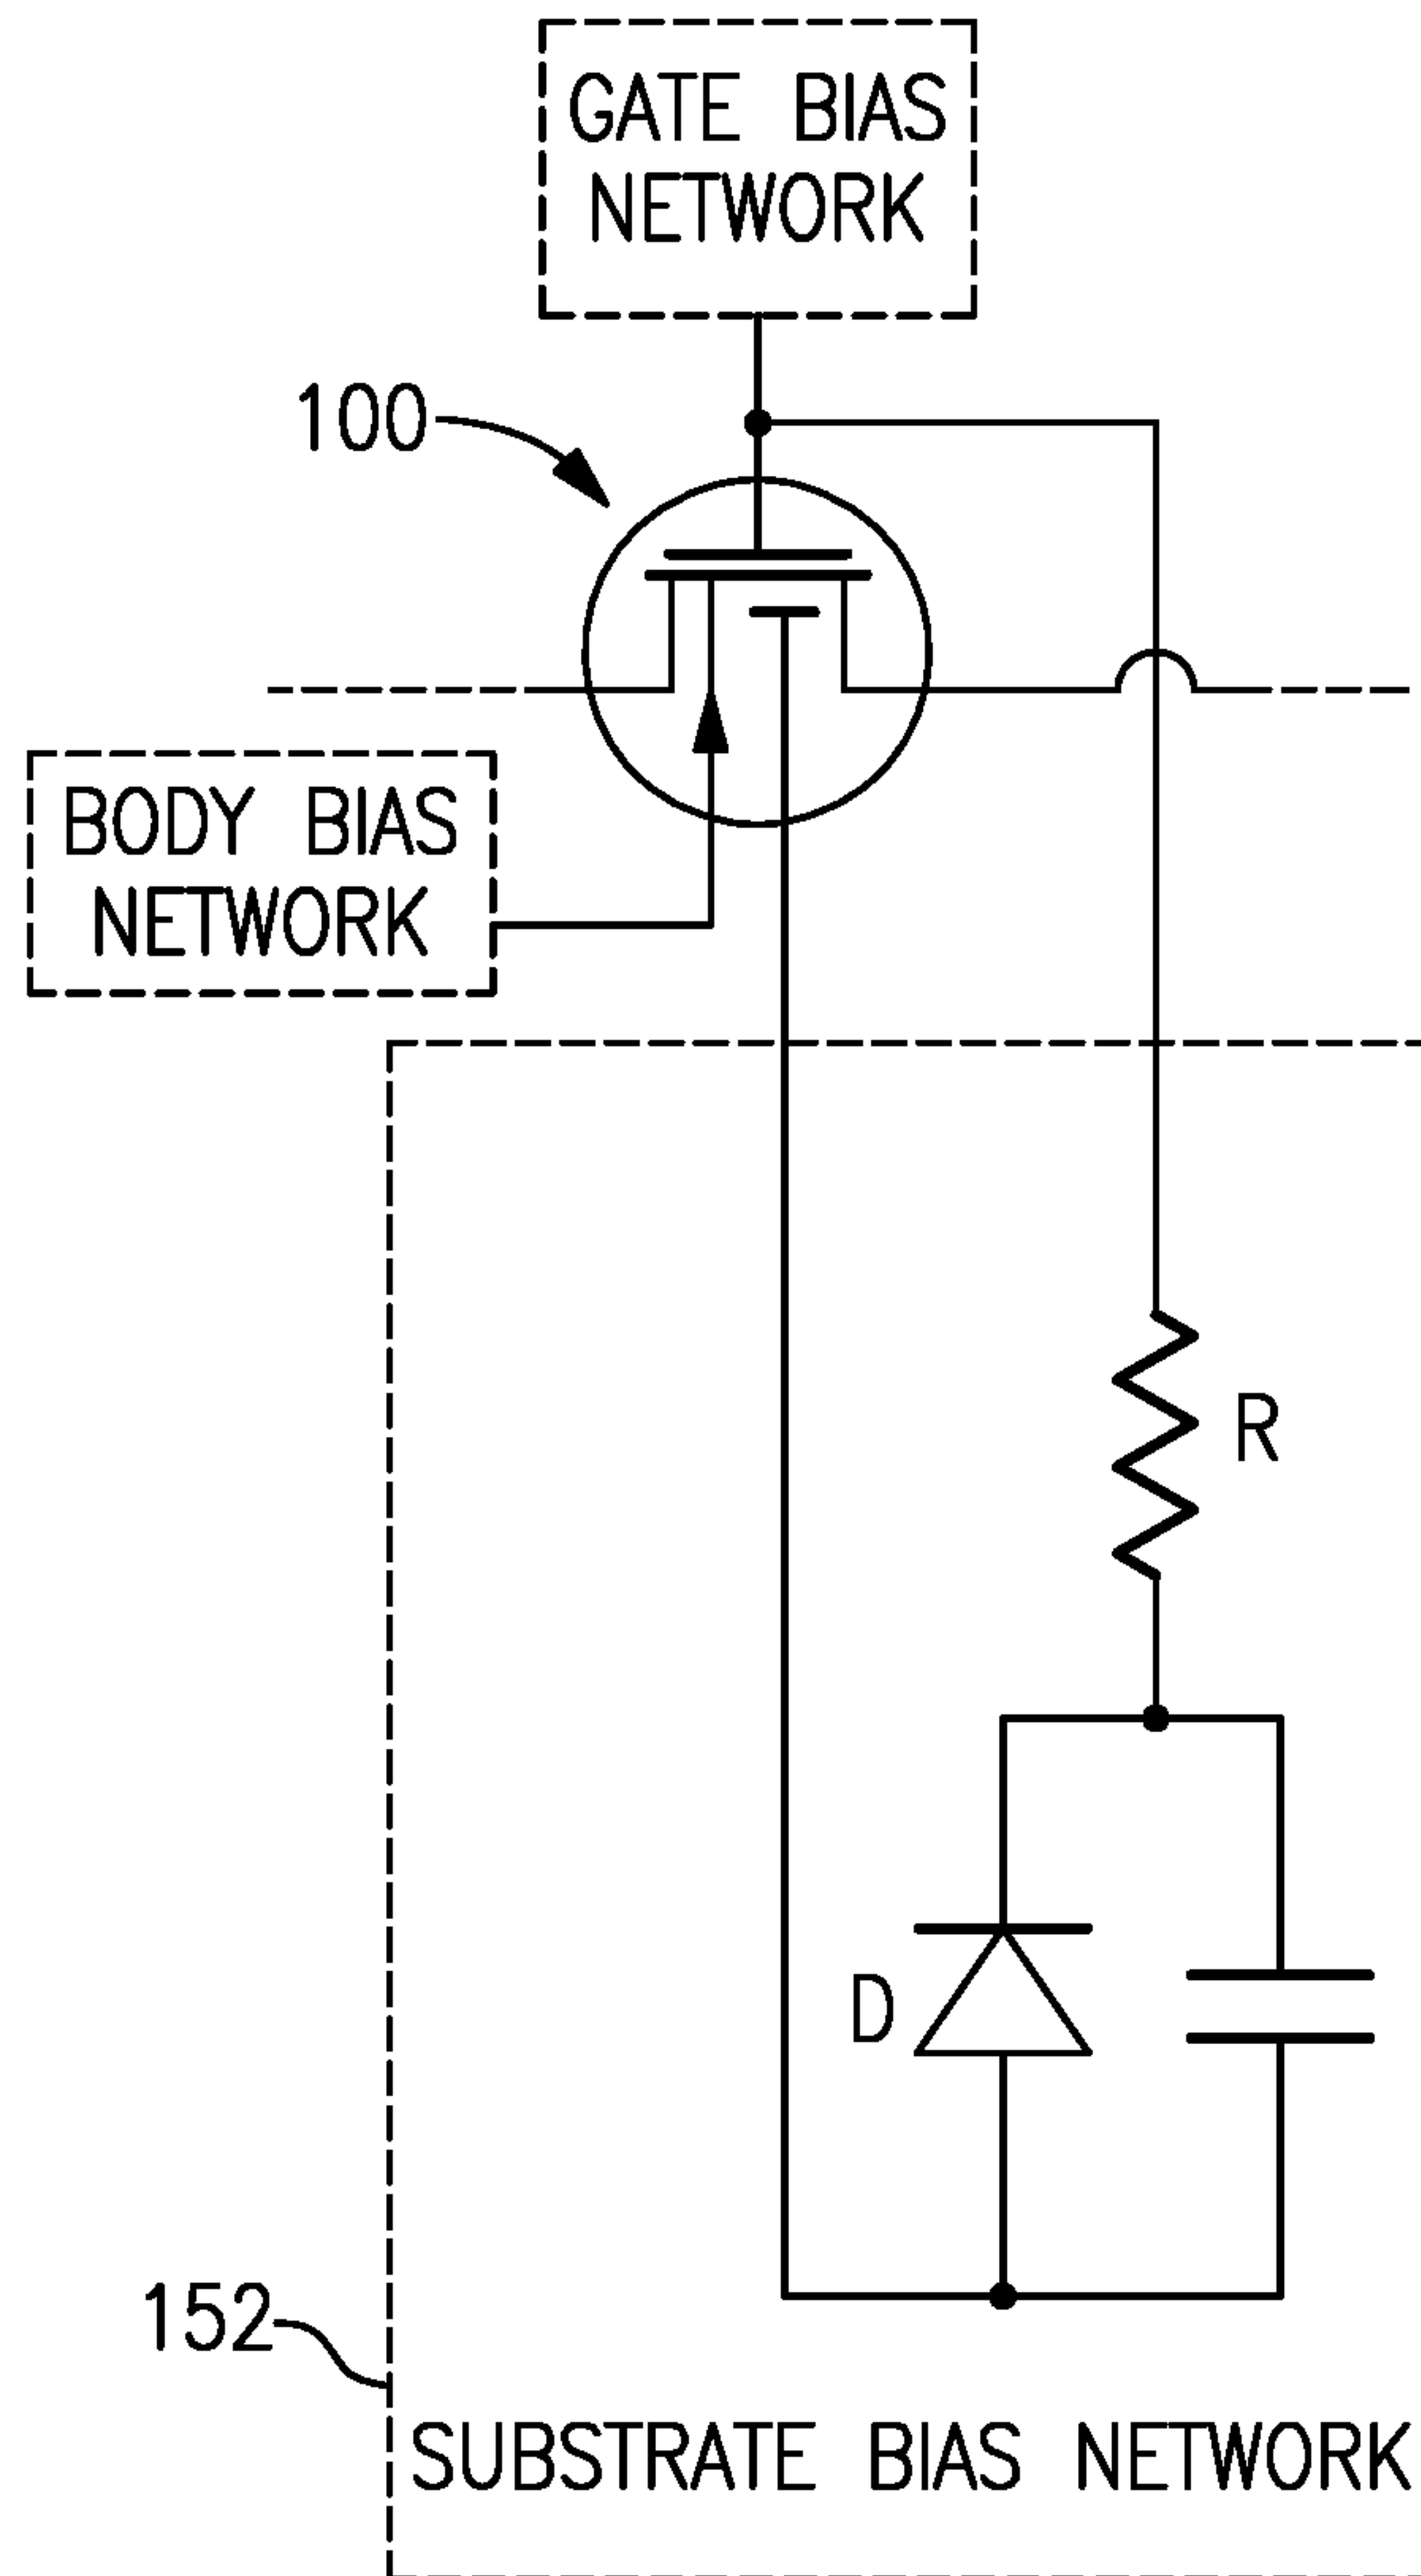 GATE BIAS
NETWORK
100
BODY BIAS
NETWORK
R
D
152
SUBSTRATE BIAS NETWORK